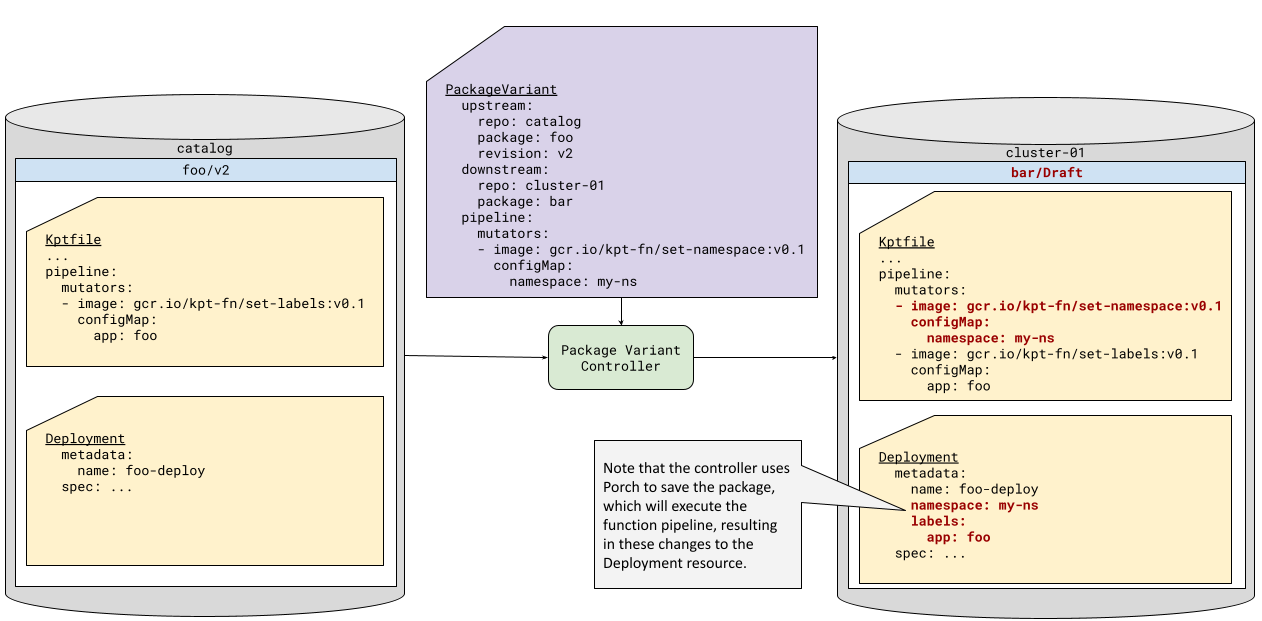 catalog
foo/v2
Kptfile
...
pipeline:
  mutators:
  - image: gcr.io/kpt-fn/set-labels:v0.1
    configMap:
      app: foo
Deployment
  metadata:
    name: foo-deploy
  spec: ...
PackageVariant
  upstream:
    repo: catalog
    package: foo
    revision: v2
  downstream:
    repo: cluster-01
    package: bar
  pipeline:
    mutators:
    - image: gcr.io/kpt-fn/set-namespace:v0.1
      configMap:
        namespace: my-ns
Package Variant
Controller
Note that the controller uses
Porch to save the package,
which will execute the
function pipeline, resulting
in these changes to the
Deployment resource.
cluster-01
bar/Draft
Kptfile
...
pipeline:
  mutators:
  - image: gcr.io/kpt-fn/set-namespace:v0.1
    configMap:
      namespace: my-ns
  - image: gcr.io/kpt-fn/set-labels:v0.1
    configMap:
      app: foo
Deployment
  metadata:
    name: foo-deploy
    namespace: my-ns
    labels:
      app: foo
  spec: ...